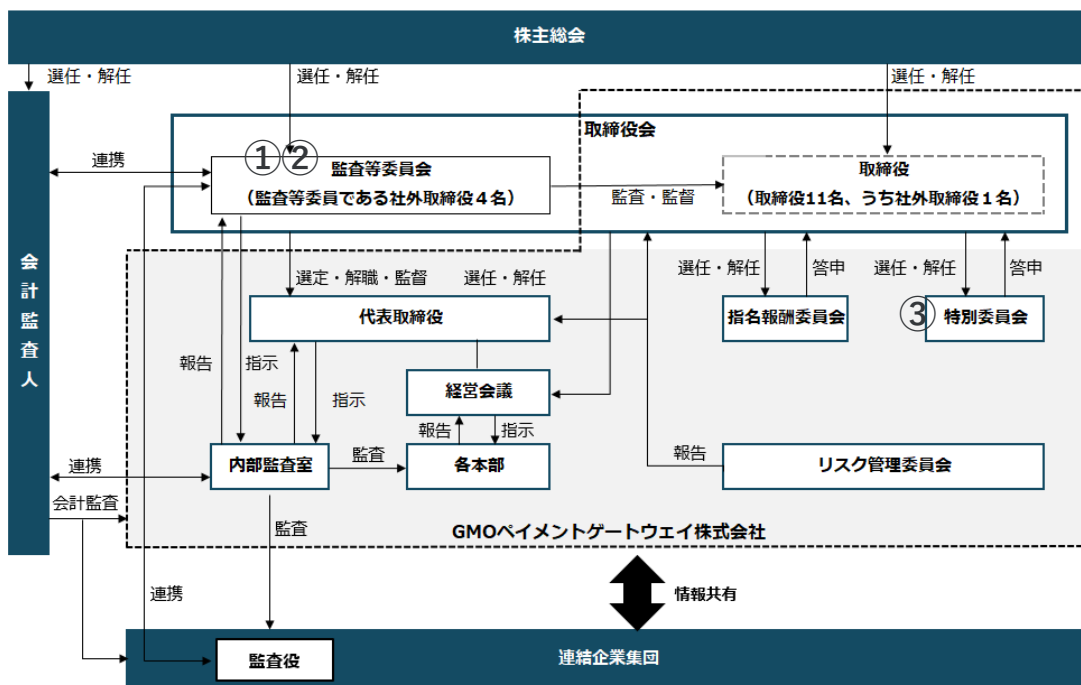 株主総会
選任・解任
選任・解任
選任・解任
取締役会
①②
監査等委員会
(監査等委員である社外取締役4名)
取締役
(取締役11名、うち社外取締役1名)
連携
監査・監督
会計監査人
選定・解職・監督
選任・解任
選任・解任
答申
選任・解任
答申
代表取締役
指名報酬委員会
③
特別委員会
報告
指示
報告
指示
経営会議
報告
指示
内部監査室
監査
各本部
報告
リスク管理委員会
連携
会計監査
監査
GMOペイメントゲートウェイ株式会社
連携
情報共有
監査役
連結企業集団